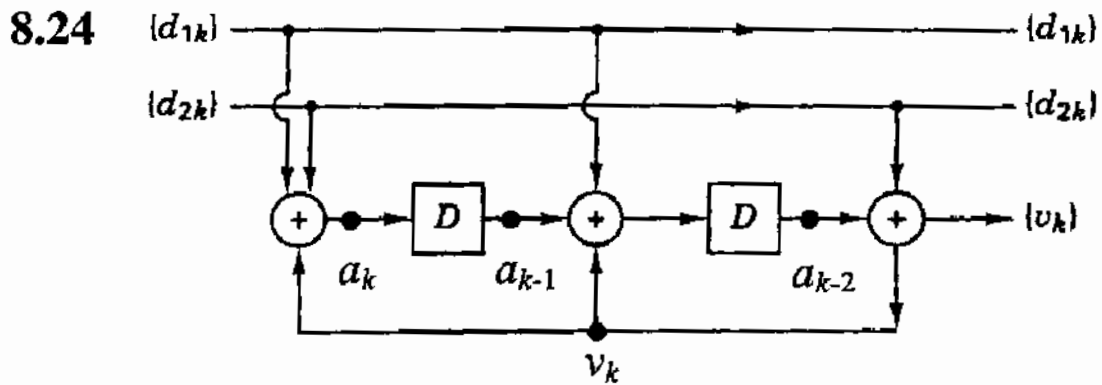 8.24 {d1k} {d1k}
{d2k} {d2k}
+ D + D + {vk}
ak ak-1 ak-2
vk